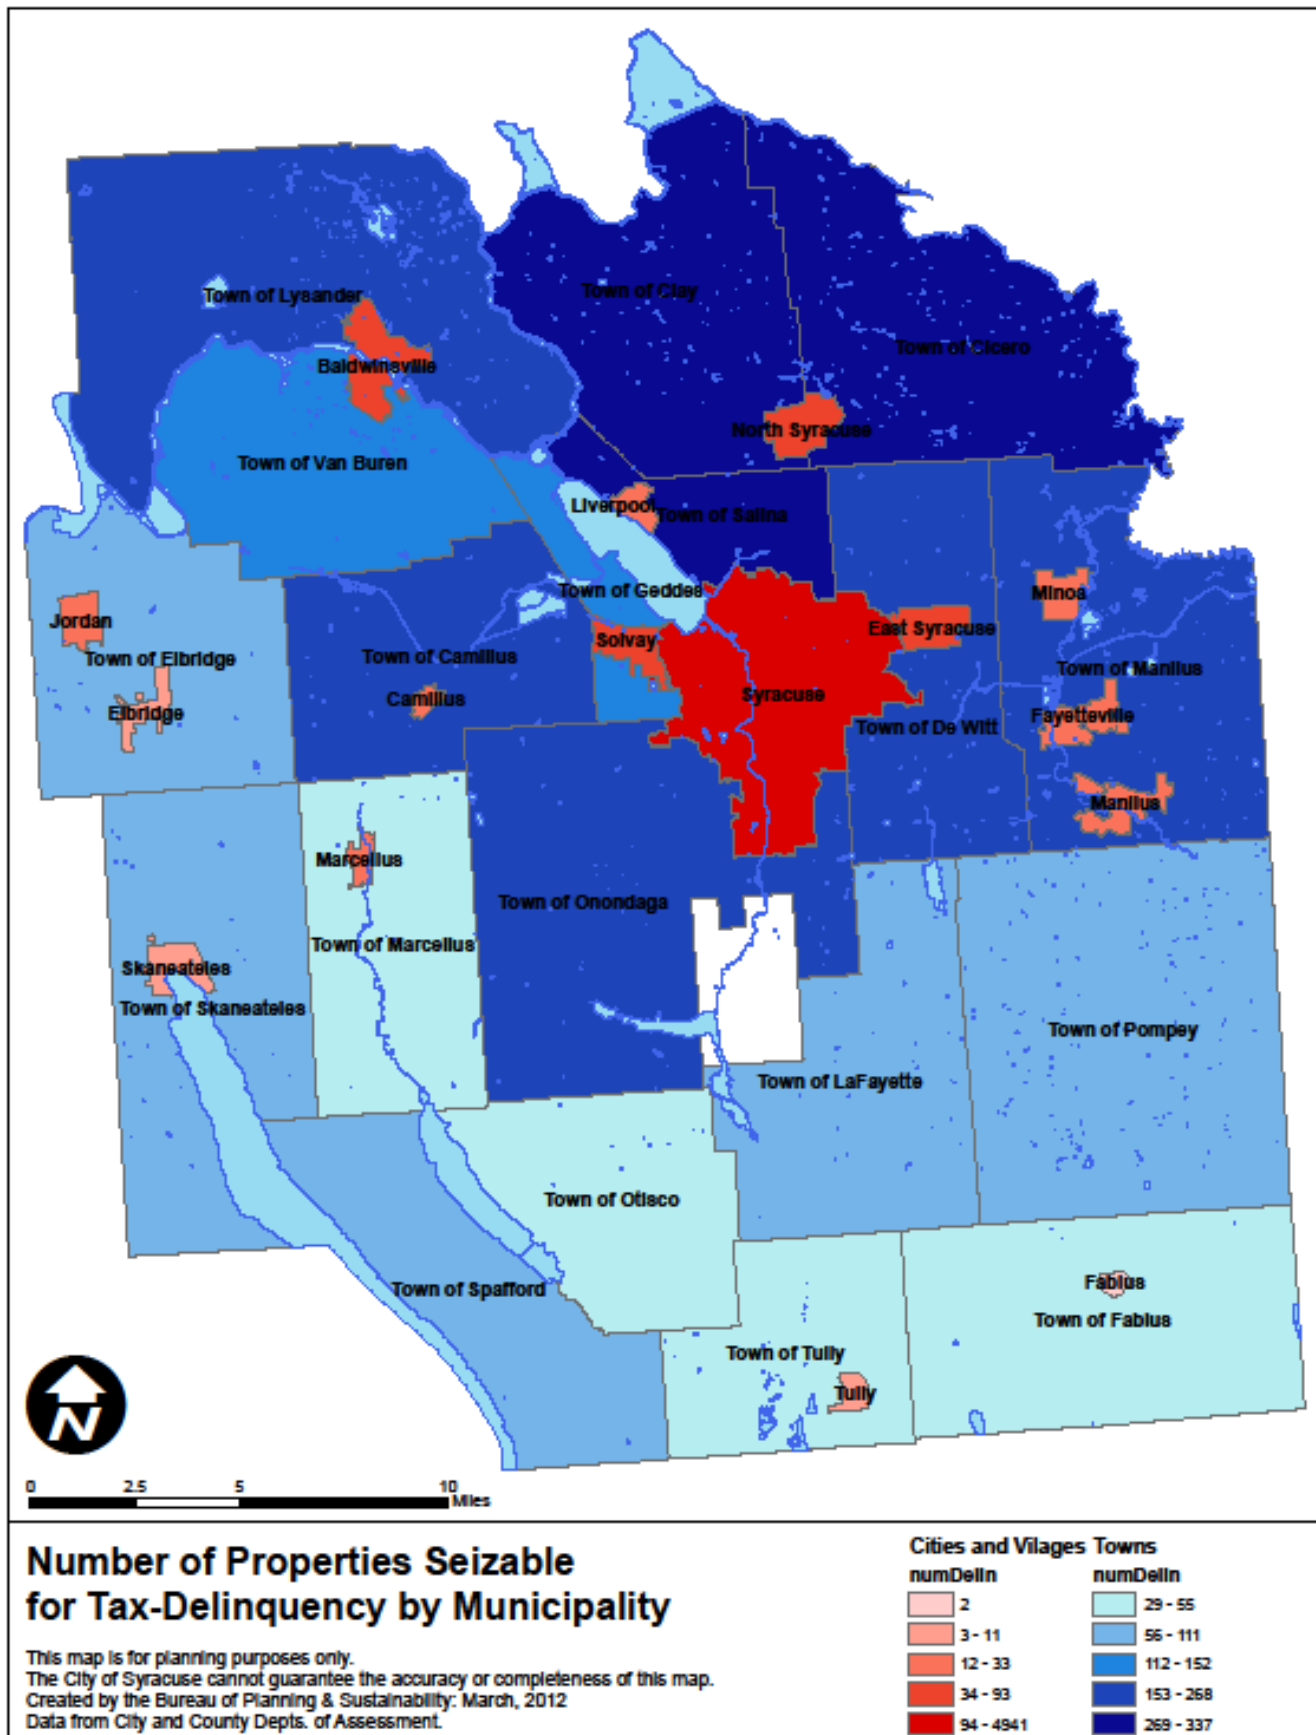 Town of Lysander
Town of Clay
Town of Cicero
Baldwinsville
North Syracuse
Town of Van Buren
Liverpool
Town of Salina
Town of Geddes
Minoa
Jordan
East Syracuse
Solvay
Town of Elbridge
Town of Camillus
Town of Manlius
Camillus
Syracuse
Elbridge
Fayetteville
Town of De Witt
Manlius
Marcellus
Town of Onondaga
Town of Marcellus
Skaneateles
Town of Skaneateles
Town of Pompey
Town of LaFayette
Town of Otisco
Town of Spafford
Fabius
Town of Fabius
Town of Tully
Tully
N
0 2.5 5 10
Miles
Number of Properties Seizable
for Tax-Delinquency by Municipality
This map is for planning purposes only.
The City of Syracuse cannot guarantee the accuracy or completeness of this map.
Created by the Bureau of Planning & Sustainability: March, 2012
Data from City and County Depts. of Assessment.
Cities and Vilages Towns
numDelin numDelin
2 29 - 55
3 - 11 56 - 111
12 - 33 112 - 152
34 - 93 153 - 268
94 - 4941 269 - 337